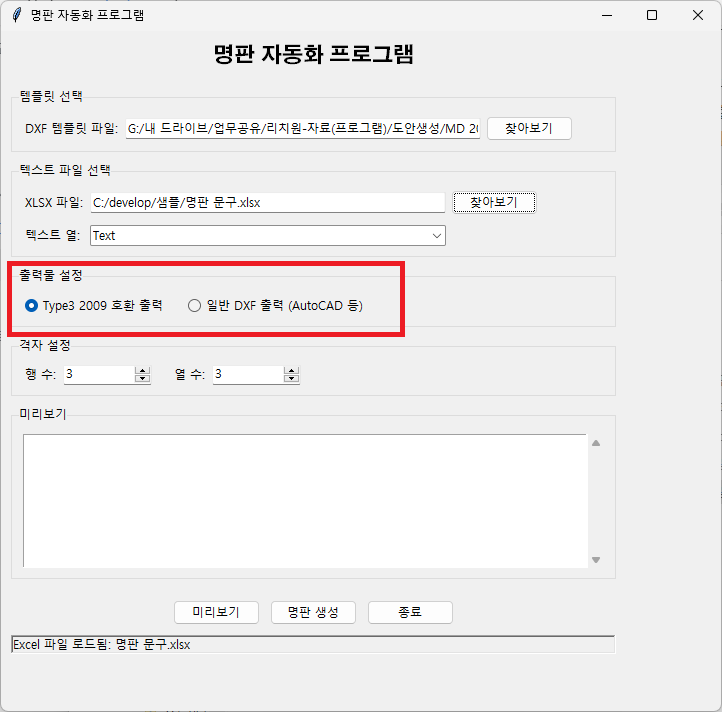 명판 자동화 프로그램
명판 자동화 프로그램
템플릿 선택
DXF 템플릿 파일: G:/내 드라이브/업무공유/리치원-자료(프로그램)/도안생성/MD 20 찾아보기
텍스트 파일 선택
XLSX 파일: C:/develop/샘플/명판 문구.xlsx 찾아보기
텍스트 열: Text
출력물 설정
Type3 2009 호환 출력 일반 DXF 출력 (AutoCAD 등)
격자 설정
행 수: 3 열 수: 3
미리보기
미리보기 명판 생성 종료
Excel 파일 로드됨: 명판 문구.xlsx